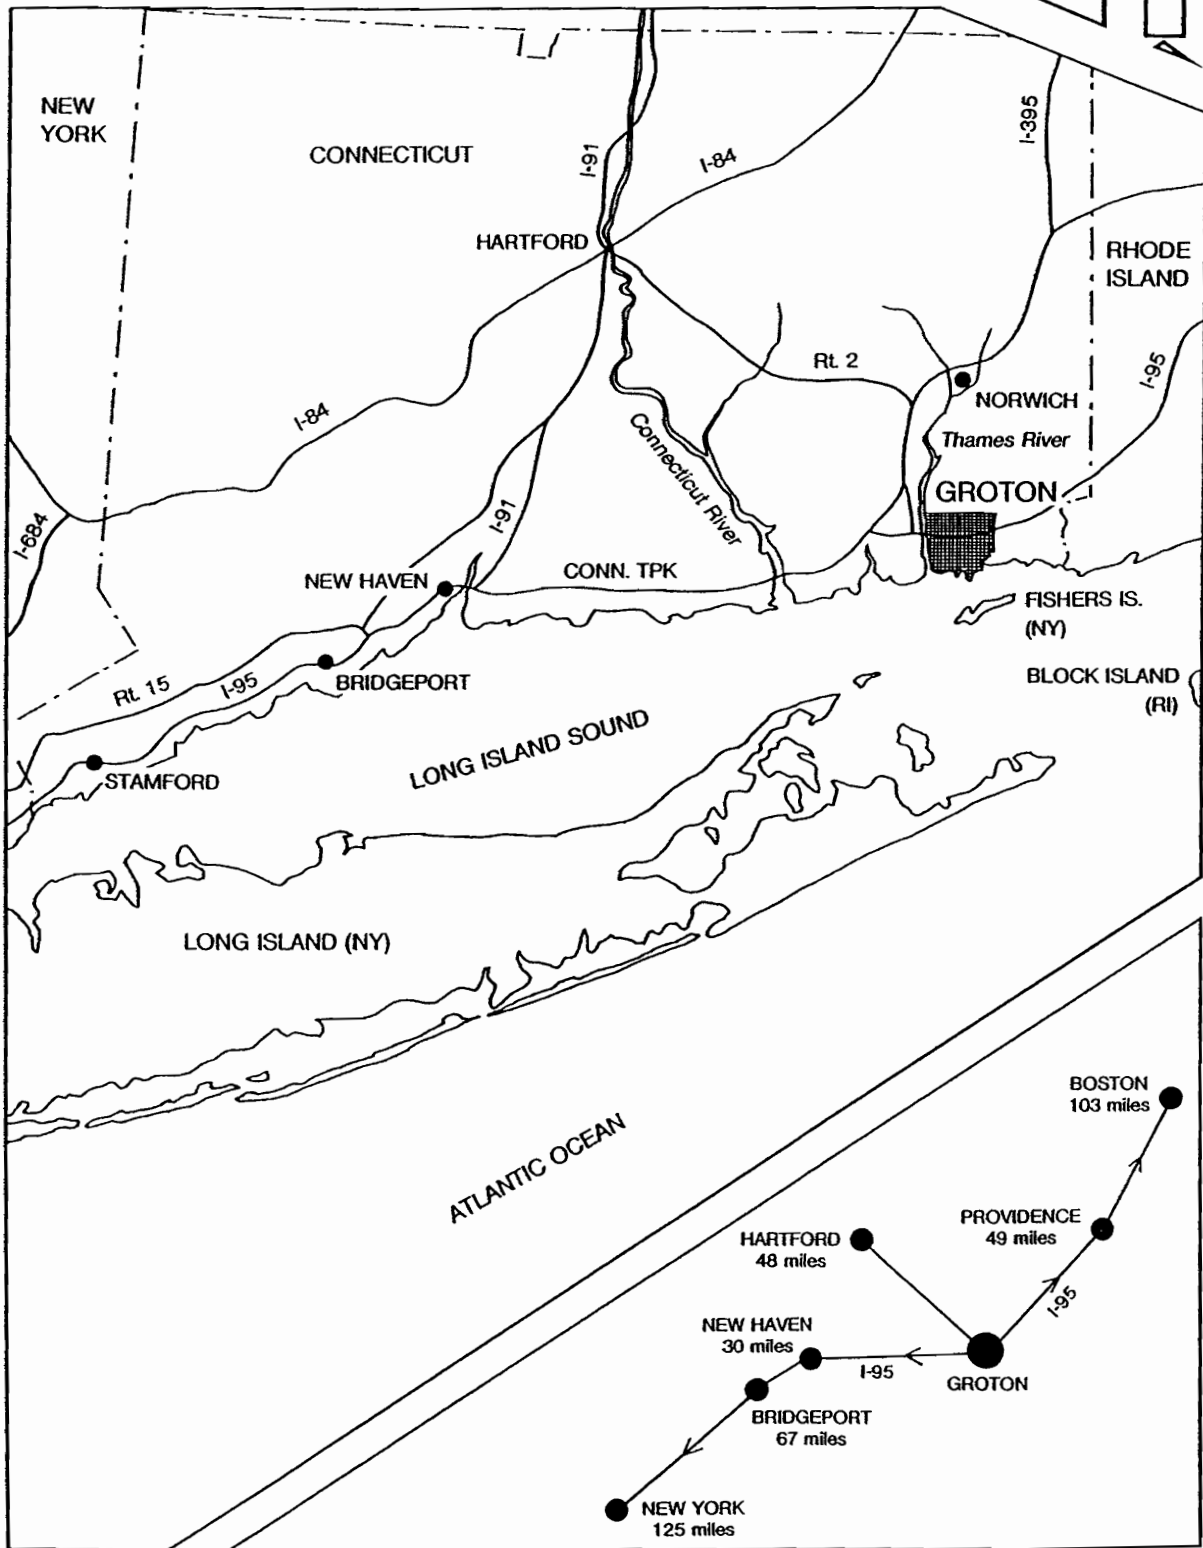 NEW
YORK
CONNECTICUT
I-91
I-84
I-395
HARTFORD
RHODE
ISLAND
Rt. 2
I-95
NORWICH
I-84
Connecticut River
Thames River
GROTON
I-684
I-91
NEW HAVEN
CONN. TPK
FISHERS IS.
(NY)
Rt. 15
I-95
BRIDGEPORT
BLOCK ISLAND
(RI)
LONG ISLAND SOUND
STAMFORD
LONG ISLAND (NY)
ATLANTIC OCEAN
BOSTON
103 miles
PROVIDENCE
49 miles
HARTFORD
48 miles
I-95
NEW HAVEN
30 miles
I-95
GROTON
BRIDGEPORT
67 miles
NEW YORK
125 miles